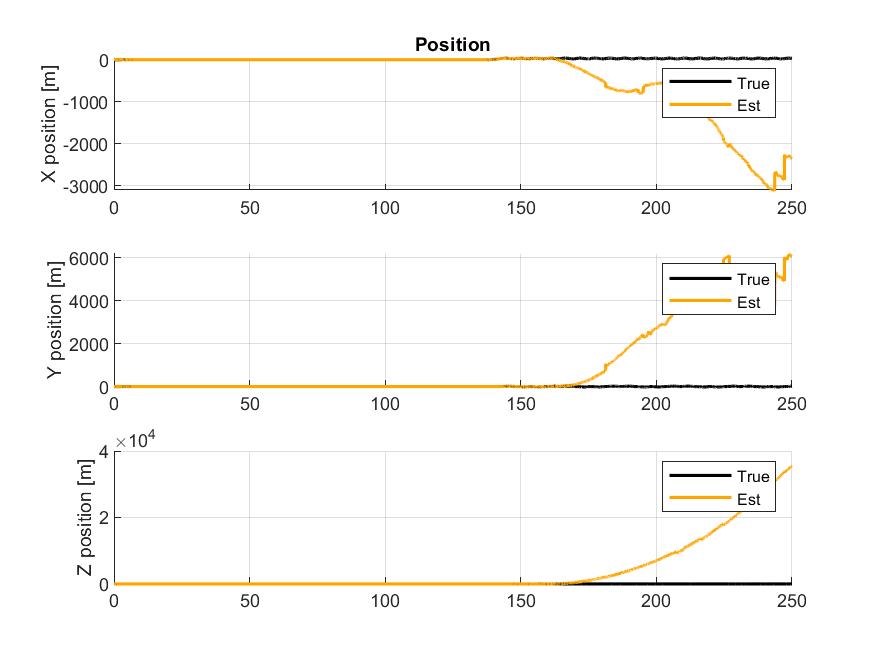 Position
X position [m]
0
-1000
-2000
-3000
True
Est
0 50 100 150 200 250
Y position [m]
6000
4000
2000
0
True
Est
0 50 100 150 200 250
Z position [m]
×10⁴
4
2
0
True
Est
0 50 100 150 200 250